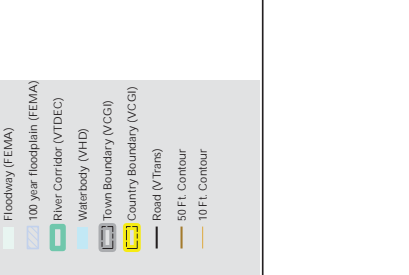 Floodway (FEMA)
100 year floodplain (FEMA)
River Corridor (VTDEC)
Waterbody (VHD)
Town Boundary (VCGI)
Country Boundary (VCGI)
Road (VTrans)
50 Ft. Contour
10 Ft. Contour